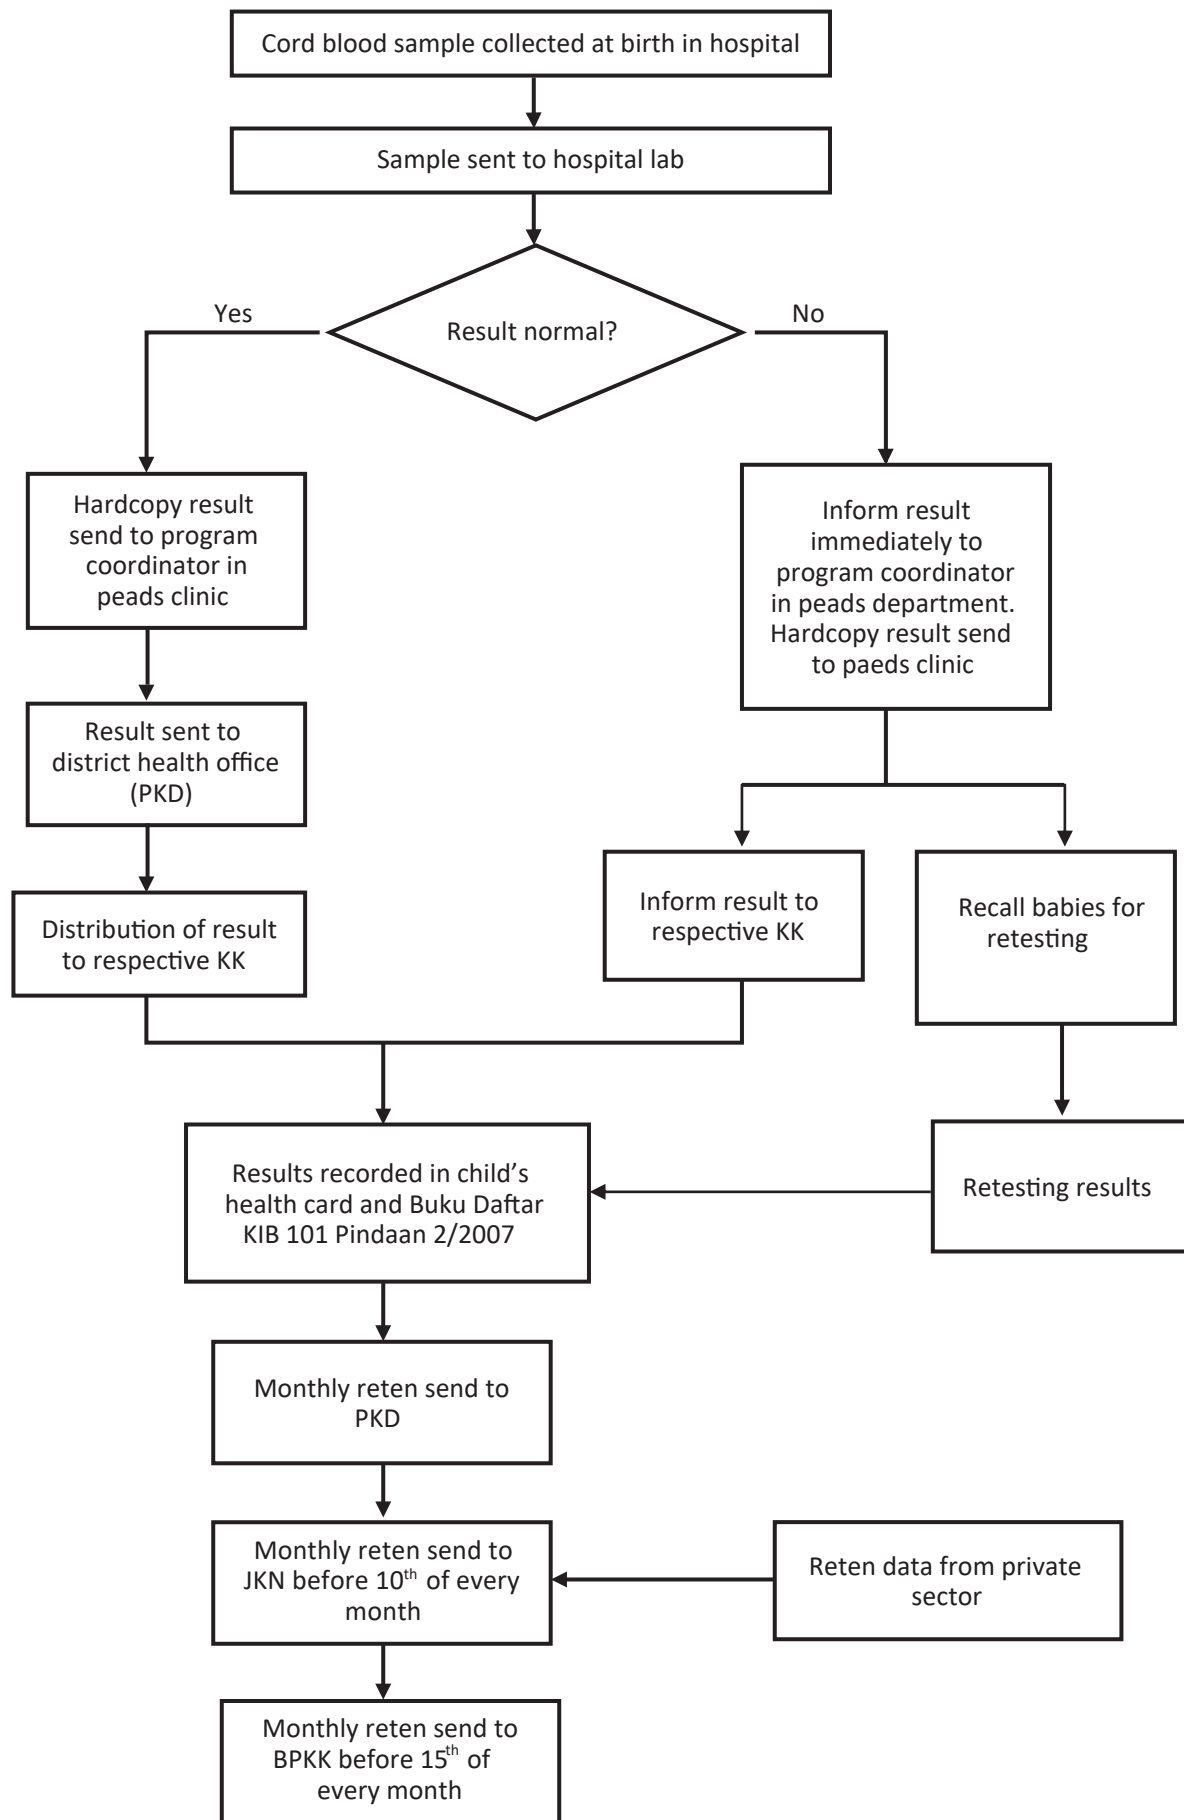 Cord blood sample collected at birth in hospital
Sample sent to hospital lab
Yes
Result normal?
No
Hardcopy result
send to program
coordinator in
peads clinic
Inform result
immediately to
program coordinator
in peads department.
Hardcopy result send
to paeds clinic
Result sent to
district health office
(PKD)
Distribution of result
to respective KK
Inform result to
respective KK
Recall babies for
retesting
Results recorded in child’s
health card and Buku Daftar
KIB 101 Pindaan 2/2007
Retesting results
Monthly reten send to
PKD
Monthly reten send to
JKN before 10th of every
month
Reten data from private
sector
Monthly reten send to
BPKK before 15th of
every month